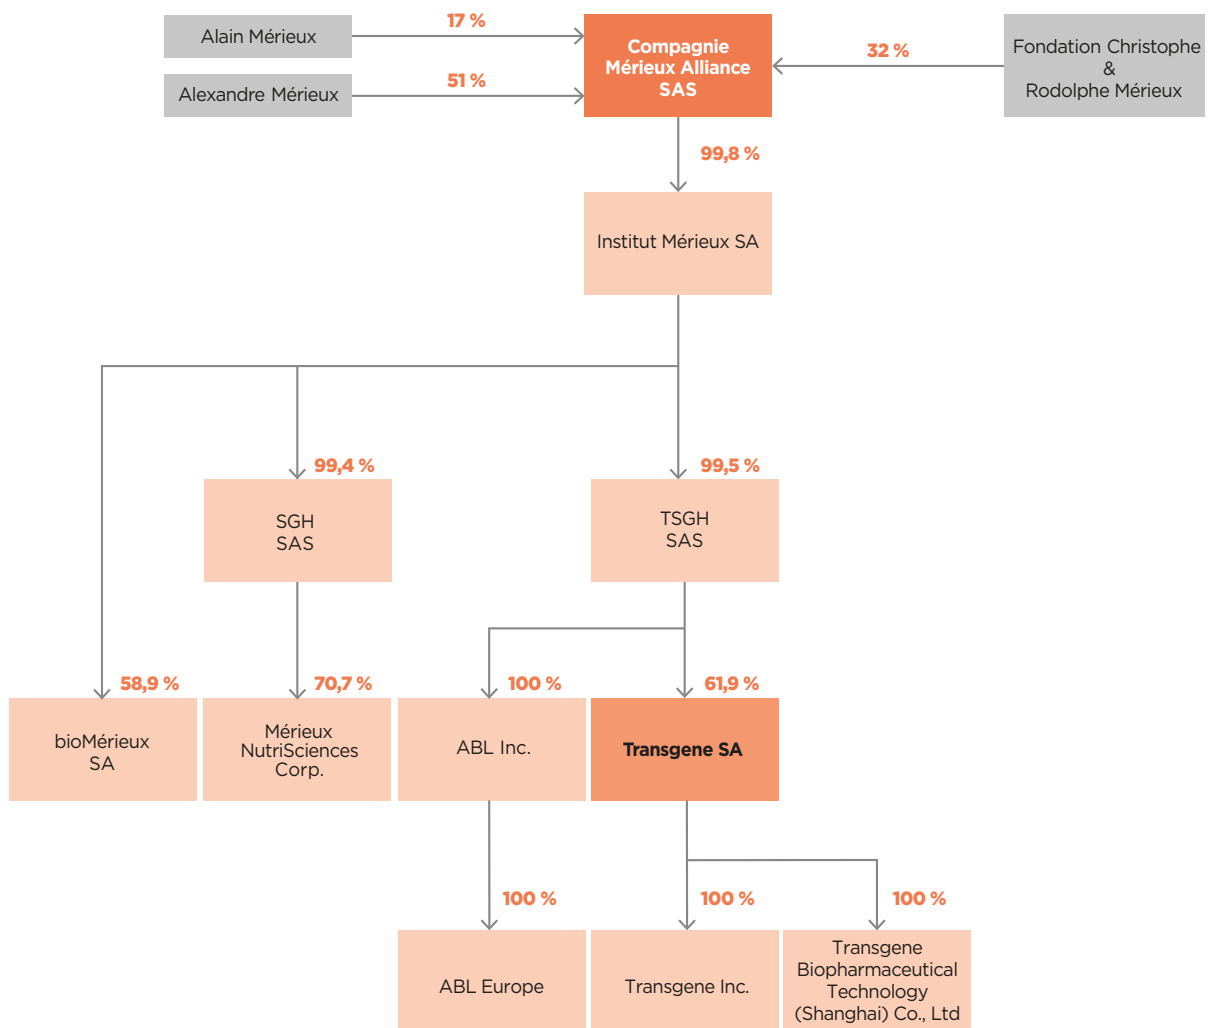 Alain Mérieux
17 %
Alexandre Mérieux
51 %
Compagnie
Mérieux Alliance
SAS
32 %
Fondation Christophe
&
Rodolphe Mérieux
99,8 %
Institut Mérieux SA
99,4 %
99,5 %
SGH
SAS
TSGH
SAS
58,9 %
70,7 %
100 %
61,9 %
bioMérieux
SA
Mérieux
NutriSciences
Corp.
ABL Inc.
Transgene SA
100 %
100 %
100 %
ABL Europe
Transgene Inc.
Transgene
Biopharmaceutical
Technology
(Shanghai) Co., Ltd